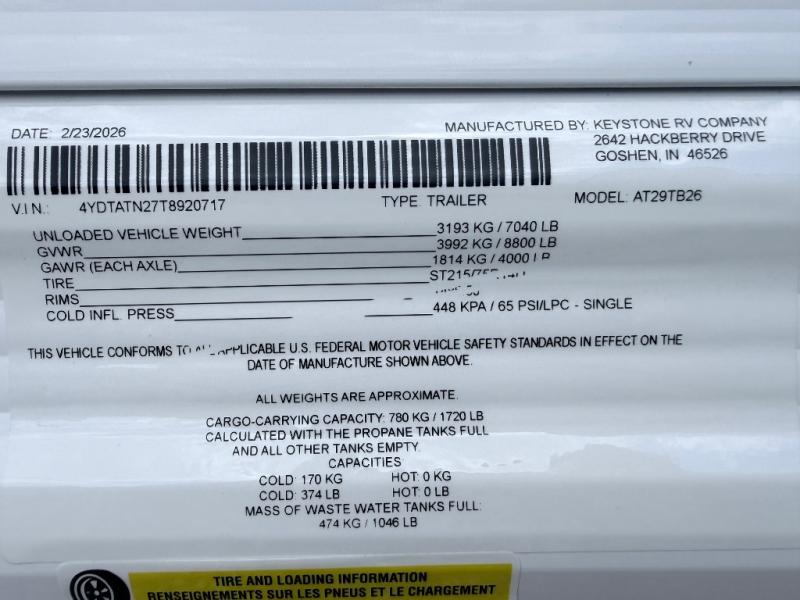 DATE: 2/23/2026
MANUFACTURED BY: KEYSTONE RV COMPANY
2642 HACKBERRY DRIVE
GOSHEN, IN 46526
V.I.N.: 4YDTATN27T8920717 TYPE: TRAILER MODEL: AT29TB26
UNLOADED VEHICLE WEIGHT 3193 KG / 7040 LB
GVWR 3992 KG / 8800 LB
GAWR (EACH AXLE) 1814 KG / 4000 LB
TIRE
RIMS
COLD INFL. PRESS 448 KPA / 65 PSI/LPC - SINGLE
THIS VEHICLE CONFORMS TO ALL APPLICABLE U.S. FEDERAL MOTOR VEHICLE SAFETY STANDARDS IN EFFECT ON THE
DATE OF MANUFACTURE SHOWN ABOVE.
ALL WEIGHTS ARE APPROXIMATE.
CARGO-CARRYING CAPACITY: 780 KG / 1720 LB
CALCULATED WITH THE PROPANE TANKS FULL
AND ALL OTHER TANKS EMPTY.
CAPACITIES
COLD: 170 KG HOT: 0 KG
COLD: 374 LB HOT: 0 LB
MASS OF WASTE WATER TANKS FULL:
474 KG / 1046 LB
TIRE AND LOADING INFORMATION
RENSEIGNEMENTS SUR LES PNEUS ET LE CHARGEMENT